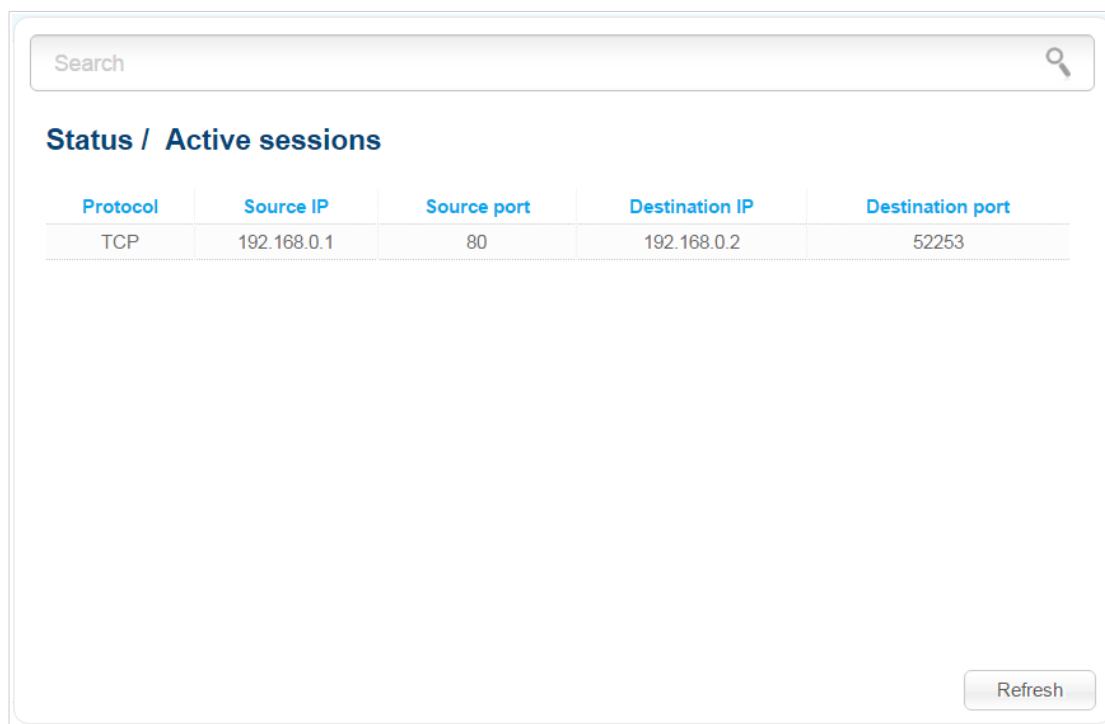 Search
Status / Active sessions
Protocol Source IP Source port Destination IP Destination port
TCP 192.168.0.1 80 192.168.0.2 52253
Refresh